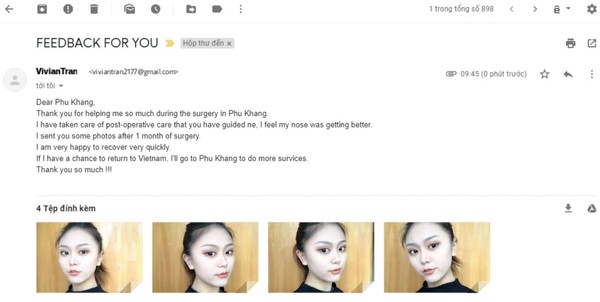 1 trong tổng số 898
FEEDBACK FOR YOU
Hộp thư đến ×
VivianTran <viviantran2177@gmail.com>
09:45 (0 phút trước)
tới tôi
Dear Phu Khang,
Thank you for helping me so much during the surgery in Phu Khang.
I have taken care of post-operative care that you have guided ne, I feel my nose was getting better.
I sent you some photos after 1 month of surgery.
I am very happy to recover very quickly.
If I have a chance to return to Vietnam, I'll go to Phu Khang to do more survices.
Thank you so much !!!
4 Tệp đính kèm